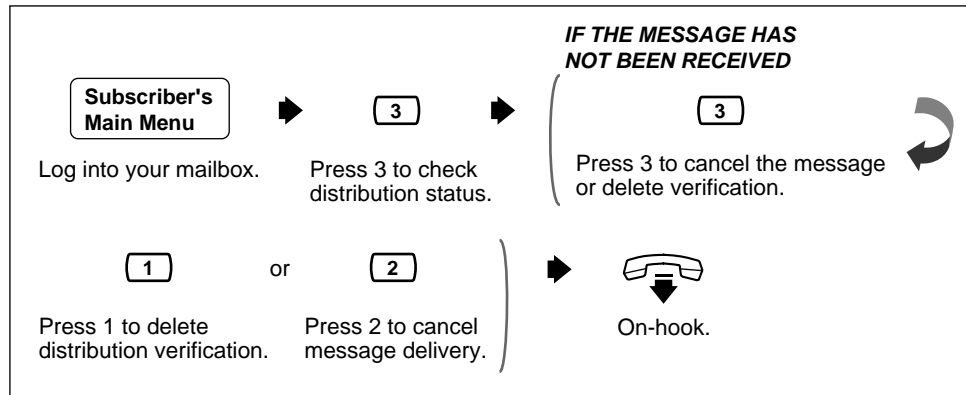 IF THE MESSAGE HAS
NOT BEEN RECEIVED
Subscriber's
Main Menu
3
3
Log into your mailbox.
Press 3 to check
distribution status.
Press 3 to cancel the message
or delete verification.
1
or
2
Press 1 to delete
distribution verification.
Press 2 to cancel
message delivery.
On-hook.